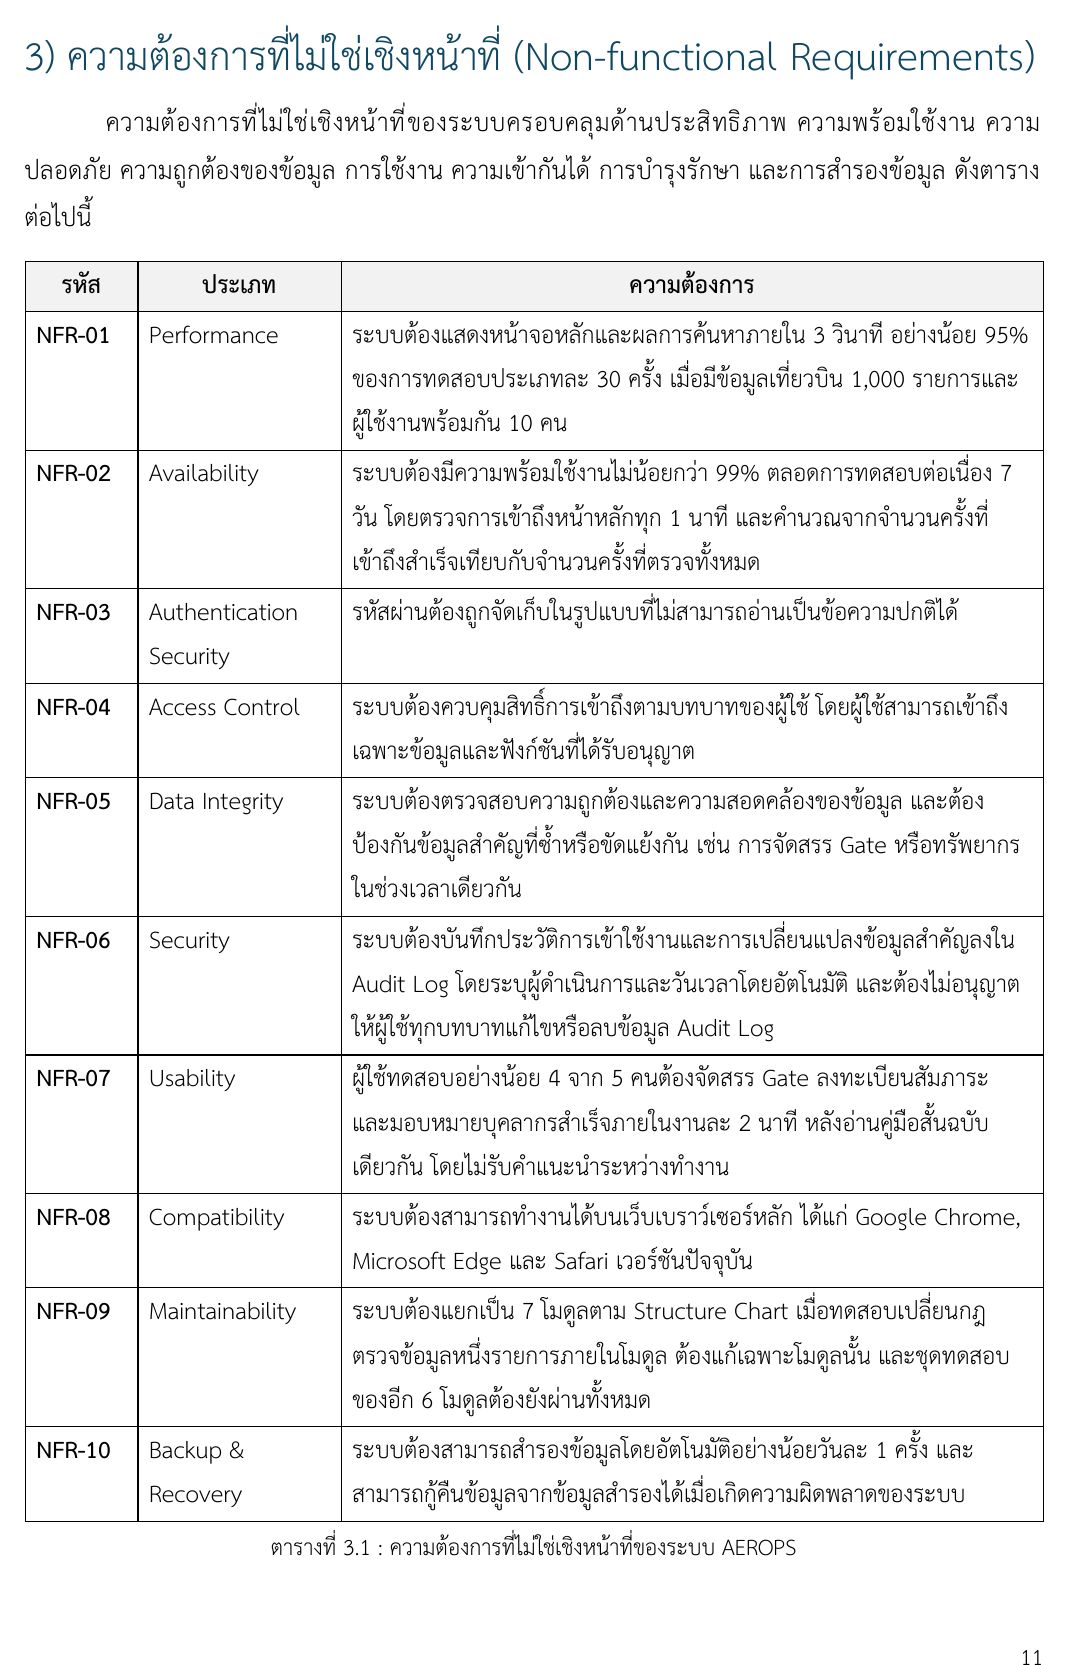 3) ความต้องการที่ไม่ใช่เชิงหน้าที่ (Non-functional Requirements)
ความต้องการที่ไม่ใช่เชิงหน้าที่ของระบบครอบคลุมด้านประสิทธิภาพ ความพร้อมใช้งาน ความ
ปลอดภัย ความถูกต้องของข้อมูล การใช้งาน ความเข้ากันได้ การบำรุงรักษา และการสำรองข้อมูล ดังตาราง
ต่อไปนี้
รหัส ประเภท ความต้องการ
NFR-01 Performance ระบบต้องแสดงหน้าจอหลักและผลการค้นหาภายใน 3 วินาที อย่างน้อย 95%
ของการทดสอบประเภทละ 30 ครั้ง เมื่อมีข้อมูลเที่ยวบิน 1,000 รายการและ
ผู้ใช้งานพร้อมกัน 10 คน
NFR-02 Availability ระบบต้องมีความพร้อมใช้งานไม่น้อยกว่า 99% ตลอดการทดสอบต่อเนื่อง 7
วัน โดยตรวจการเข้าถึงหน้าหลักทุก 1 นาที และคำนวณจากจำนวนครั้งที่
เข้าถึงสำเร็จเทียบกับจำนวนครั้งที่ตรวจทั้งหมด
NFR-03 Authentication รหัสผ่านต้องถูกจัดเก็บในรูปแบบที่ไม่สามารถอ่านเป็นข้อความปกติได้
Security
NFR-04 Access Control ระบบต้องควบคุมสิทธิ์การเข้าถึงตามบทบาทของผู้ใช้ โดยผู้ใช้สามารถเข้าถึง
เฉพาะข้อมูลและฟังก์ชันที่ได้รับอนุญาต
NFR-05 Data Integrity ระบบต้องตรวจสอบความถูกต้องและความสอดคล้องของข้อมูล และต้อง
ป้องกันข้อมูลสำคัญที่ซ้ำหรือขัดแย้งกัน เช่น การจัดสรร Gate หรือทรัพยากร
ในช่วงเวลาเดียวกัน
NFR-06 Security ระบบต้องบันทึกประวัติการเข้าใช้งานและการเปลี่ยนแปลงข้อมูลสำคัญลงใน
Audit Log โดยระบุผู้ดำเนินการและวันเวลาโดยอัตโนมัติ และต้องไม่อนุญาต
ให้ผู้ใช้ทุกบทบาทแก้ไขหรือลบข้อมูล Audit Log
NFR-07 Usability ผู้ใช้ทดสอบอย่างน้อย 4 จาก 5 คนต้องจัดสรร Gate ลงทะเบียนสัมภาระ
และมอบหมายบุคลากรสำเร็จภายในงานละ 2 นาที หลังอ่านคู่มือสั้นฉบับ
เดียวกัน โดยไม่รับคำแนะนำระหว่างทำงาน
NFR-08 Compatibility ระบบต้องสามารถทำงานได้บนเว็บเบราว์เซอร์หลัก ได้แก่ Google Chrome,
Microsoft Edge และ Safari เวอร์ชันปัจจุบัน
NFR-09 Maintainability ระบบต้องแยกเป็น 7 โมดูลตาม Structure Chart เมื่อทดสอบเปลี่ยนกฎ
ตรวจข้อมูลหนึ่งรายการภายในโมดูล ต้องแก้เฉพาะโมดูลนั้น และชุดทดสอบ
ของอีก 6 โมดูลต้องยังผ่านทั้งหมด
NFR-10 Backup & ระบบต้องสามารถสำรองข้อมูลโดยอัตโนมัติอย่างน้อยวันละ 1 ครั้ง และ
Recovery สามารถกู้คืนข้อมูลจากข้อมูลสำรองได้เมื่อเกิดความผิดพลาดของระบบ
ตารางที่ 3.1 : ความต้องการที่ไม่ใช่เชิงหน้าที่ของระบบ AEROPS
11